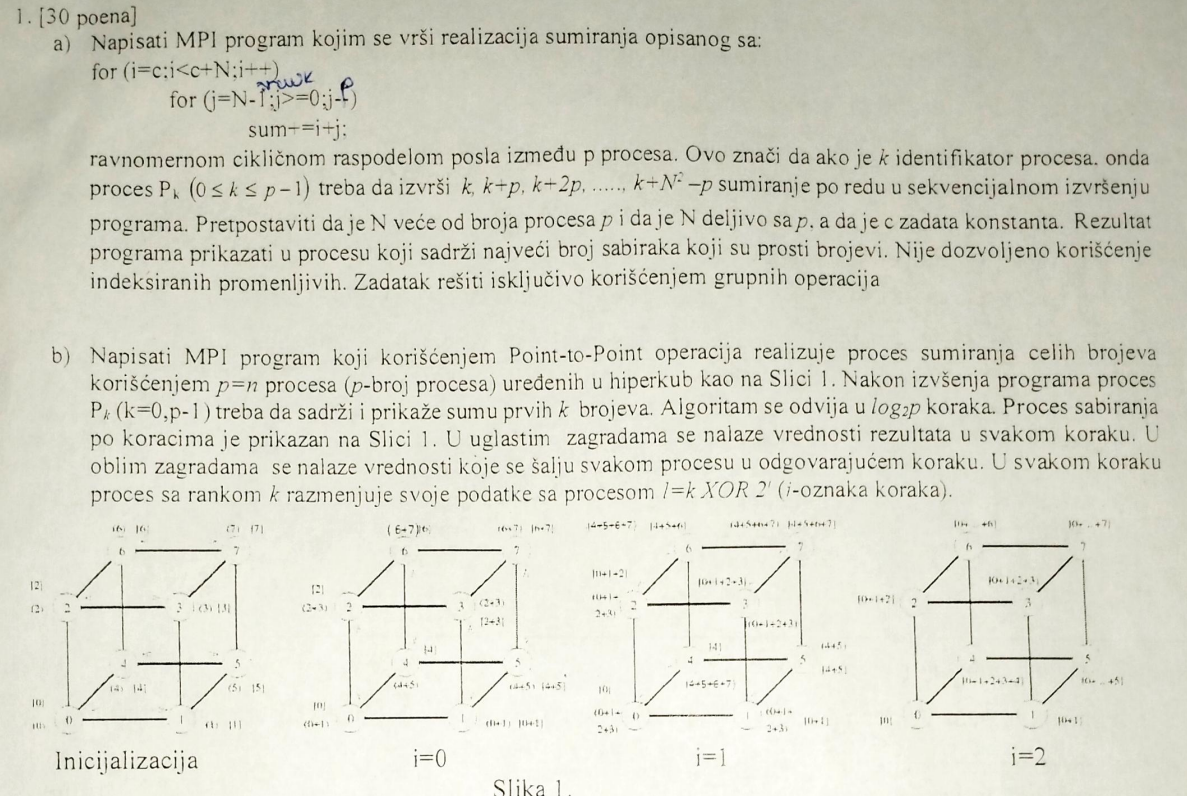 1. [30 poena]
a) Napisati MPI program kojim se vrši realizacija sumiranja opisanog sa:
for (i=c;i<c+N;i++)
rank p
for (j=N-1;j>=0;j--)
sum+=i+j;
ravnomernom cikličnom raspodelom posla između p procesa. Ovo znači da ako je k identifikator procesa, onda
proces Pₖ (0 ≤ k ≤ p−1) treba da izvrši k, k+p, k+2p, ....., k+N²−p sumiranje po redu u sekvencijalnom izvršenju
programa. Pretpostaviti da je N veće od broja procesa p i da je N deljivo sa p, a da je c zadata konstanta. Rezultat
programa prikazati u procesu koji sadrži najveći broj sabiraka koji su prosti brojevi. Nije dozvoljeno korišćenje
indeksiranih promenljivih. Zadatak rešiti isključivo korišćenjem grupnih operacija
b) Napisati MPI program koji korišćenjem Point-to-Point operacija realizuje proces sumiranja celih brojeva
korišćenjem p=n procesa (p-broj procesa) uređenih u hiperkub kao na Slici 1. Nakon izvšenja programa proces
Pₖ (k=0,p-1) treba da sadrži i prikaže sumu prvih k brojeva. Algoritam se odvija u log₂p koraka. Proces sabiranja
po koracima je prikazan na Slici 1. U uglastim zagradama se nalaze vrednosti rezultata u svakom koraku. U
oblim zagradama se nalaze vrednosti koje se šalju svakom procesu u odgovarajućem koraku. U svakom koraku
proces sa rankom k razmenjuje svoje podatke sa procesom l=k XOR 2ⁱ (i-oznaka koraka).
(6) [6] (7) [7] (6+7)[6] (6+7) [6+7] [4+5+6+7] [4+5+6] (4+5+6+7) [4+5+6+7] [0+...+6] [0+...+7]
6 7 6 7 6 7 6 7
[2] [2] [0+1+2] [0+1+2+3] [0+1+2+3]
(2) 2 3 (3) [3] (2+3) 2 3 (2+3) (0+1+2+3) 2 3 [0+1+2] 2 3
[2+3] (0+1+2+3)
[4] [4] (4+5)
4 5 4 5 4 5 [4+5] 4 5
(4) [4] (5) [5] (4+5) (4+5) [4+5] [4+5+6+7] [0+1+2+3+4] [0+...+5]
[0] [0] [0]
(0) 0 1 (1) [1] (0+1) 0 1 (0+1) [0+1] (0+1+2+3) 0 1 (0+1+2+3) [0+1] [0] 0 1 [0+1]
Inicijalizacija i=0 i=1 i=2
Slika 1.